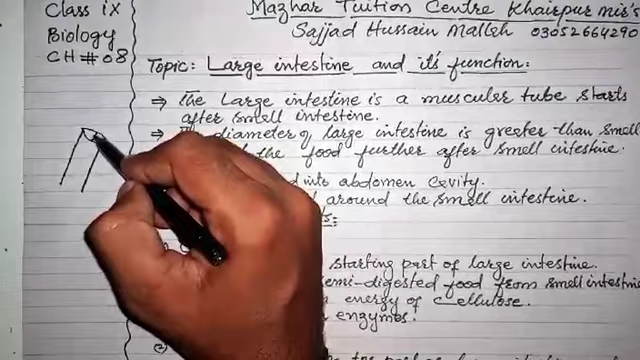 Class ix
Biology
CH#08
Maghar Tuition Centre Khairpur mir's
Sajjad Hussain Mallah 03052664290
Topic: Large intestine and it's function:
⇒ The Large intestine is a muscular tube starts
after small intestine.
⇒ diameter of large intestine is greater than small
the food further after small intestine.
into abdomen cavity.
around the small intestine.
starting part of large intestine.
semi-digested food from small intestine
energy of cellulose.
enzymes.